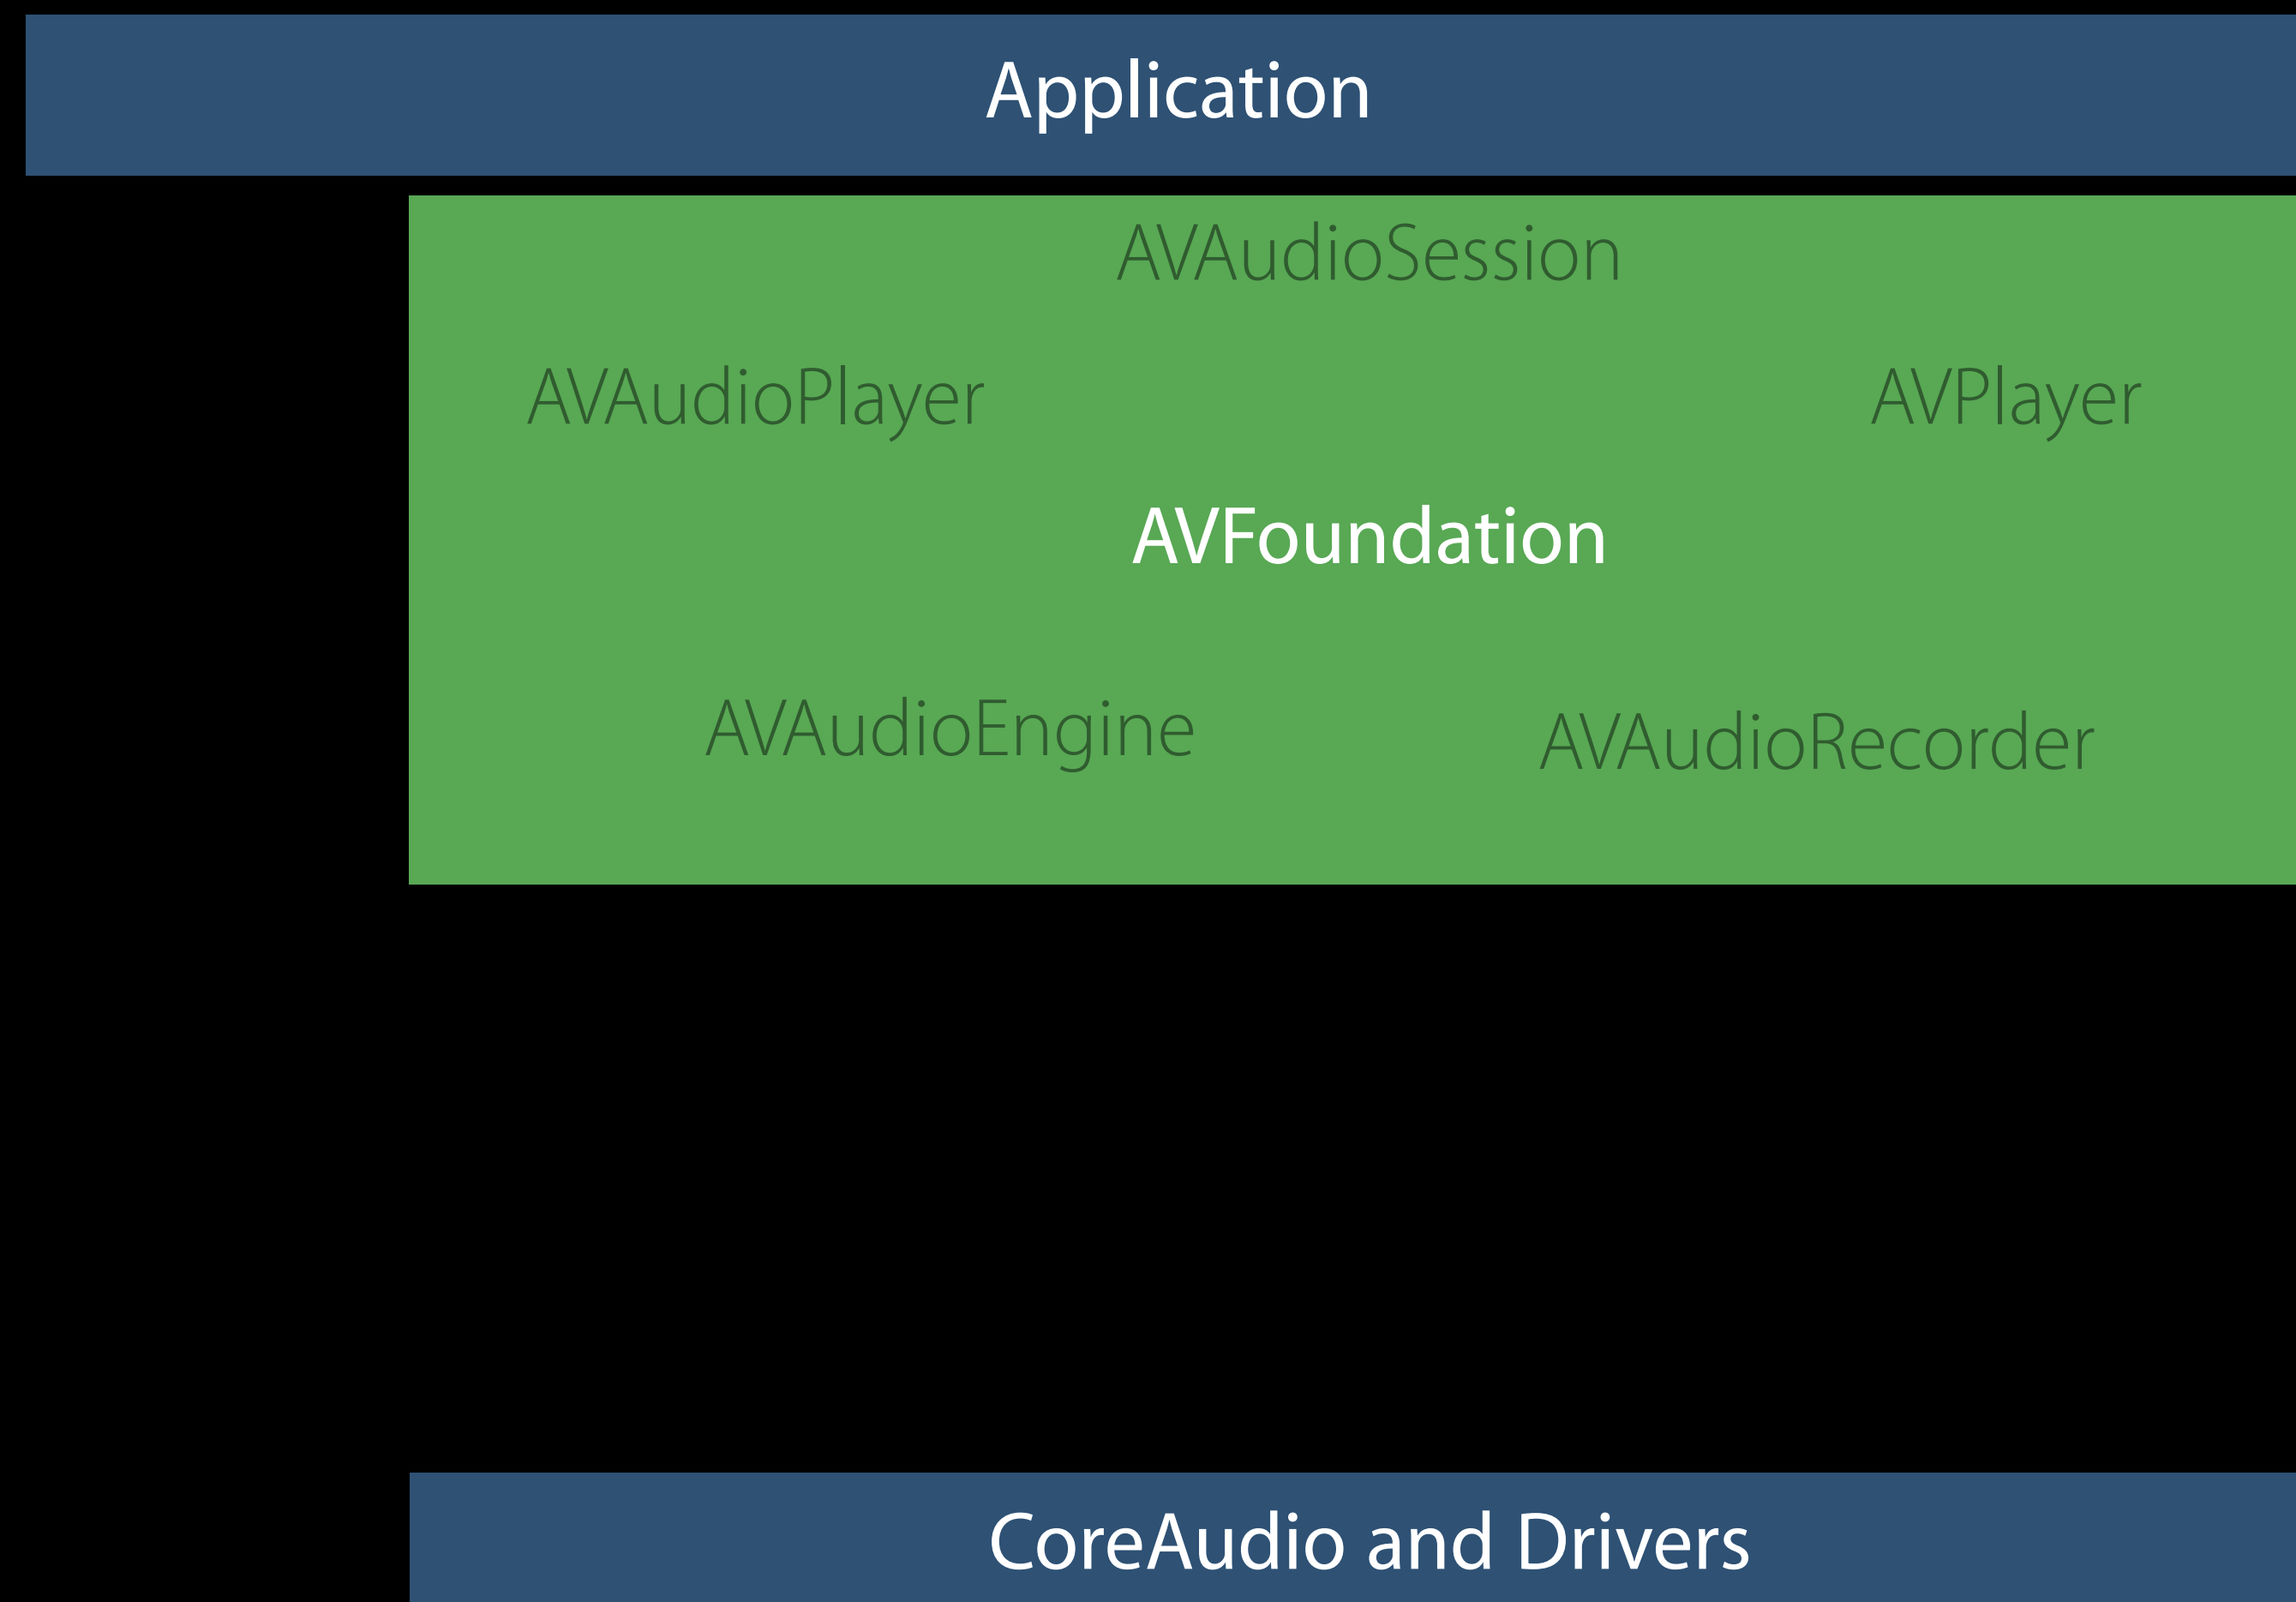 Application
AVAudioSession
AVAudioPlayer
AVPlayer
AVFoundation
AVAudioEngine
AVAudioRecorder
CoreAudio and Drivers